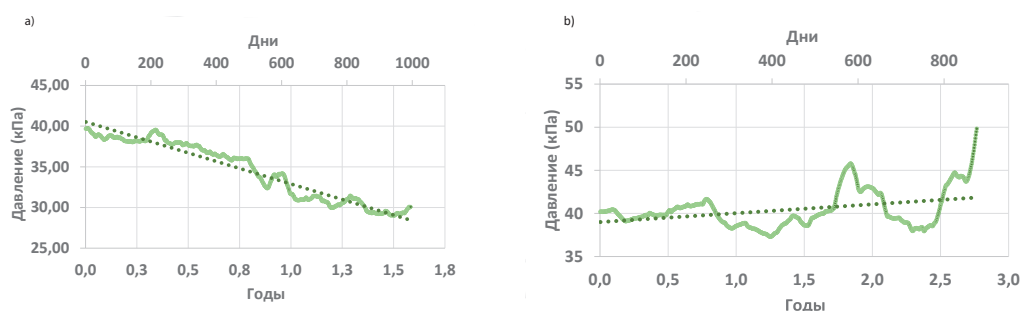 a)
Дни
0 200 400 600 800 1000
45,00
40,00
35,00
30,00
25,00
Давление (кПа)
0,0 0,3 0,5 0,8 1,0 1,3 1,5 1,8
Годы
b)
Дни
0 200 400 600 800
55
50
45
40
35
Давление (кПа)
0,0 0,5 1,0 1,5 2,0 2,5 3,0
Годы